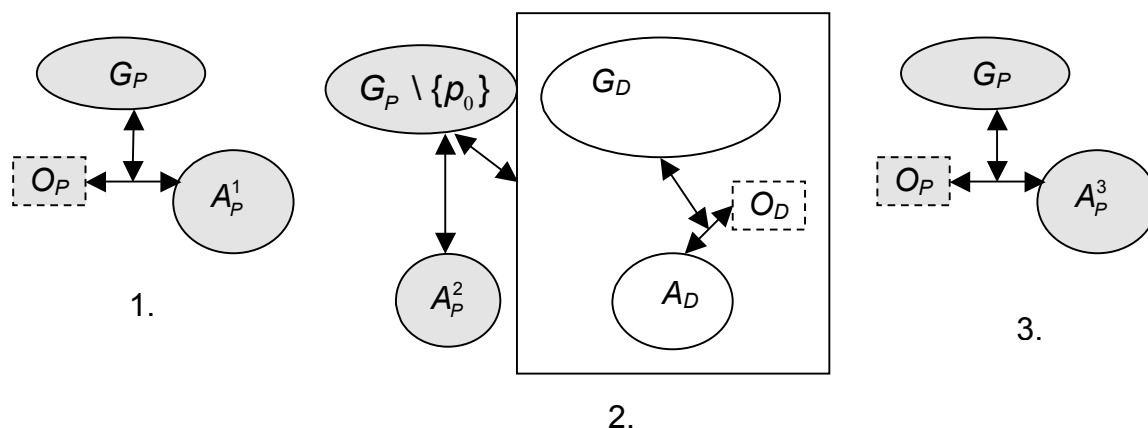 G_P
O_P
A_P^1
1.
G_P \ {p_0}
A_P^2
G_D
O_D
A_D
2.
G_P
O_P
A_P^3
3.